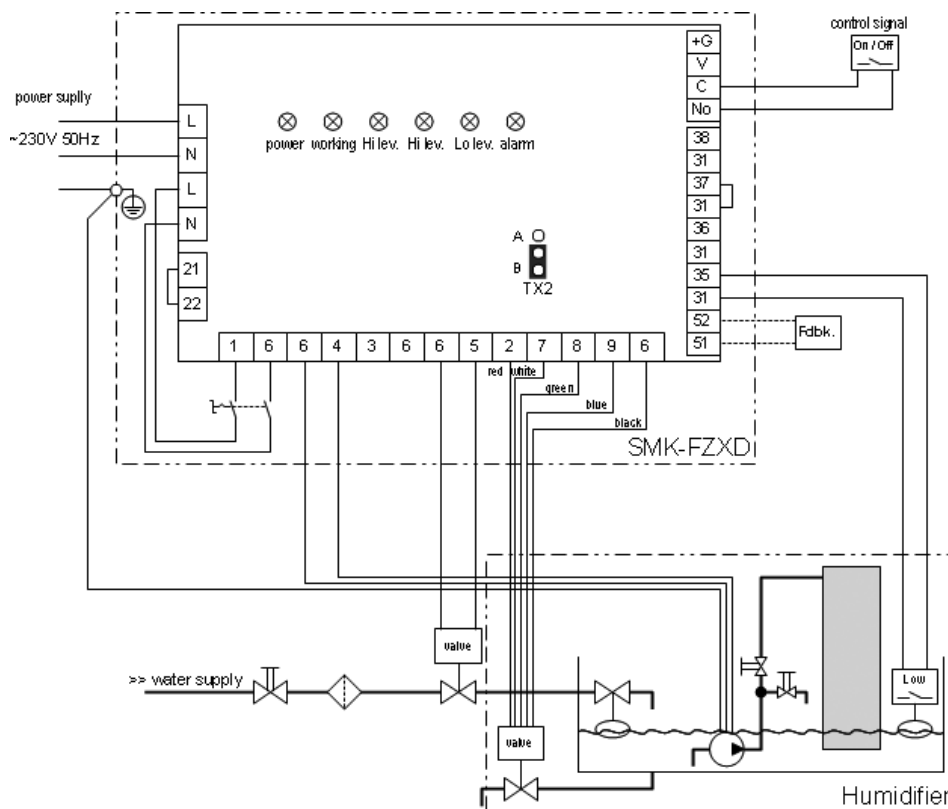 control signal
On / Off
+G
V
C
No
power suplly
~230V 50Hz
L
N
L
N
power working Hi lev. Hi lev. Lo lev. alarm
38
31
37
31
36
31
35
31
52
51
A
B
TX2
21
22
Fdbk.
1 6 6 4 3 6 6 5 2 7 8 9 6
red white
green
blue
black
SMK-FZXD
valve
>> water supply
Low
valve
Humidifier